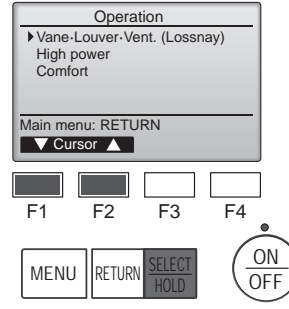 Operation
Vane·Louver·Vent. (Lossnay)
High power
Comfort
Main menu: RETURN
▼ Cursor ▲
F1 F2 F3 F4
MENU RETURN SELECT
HOLD
ON
OFF